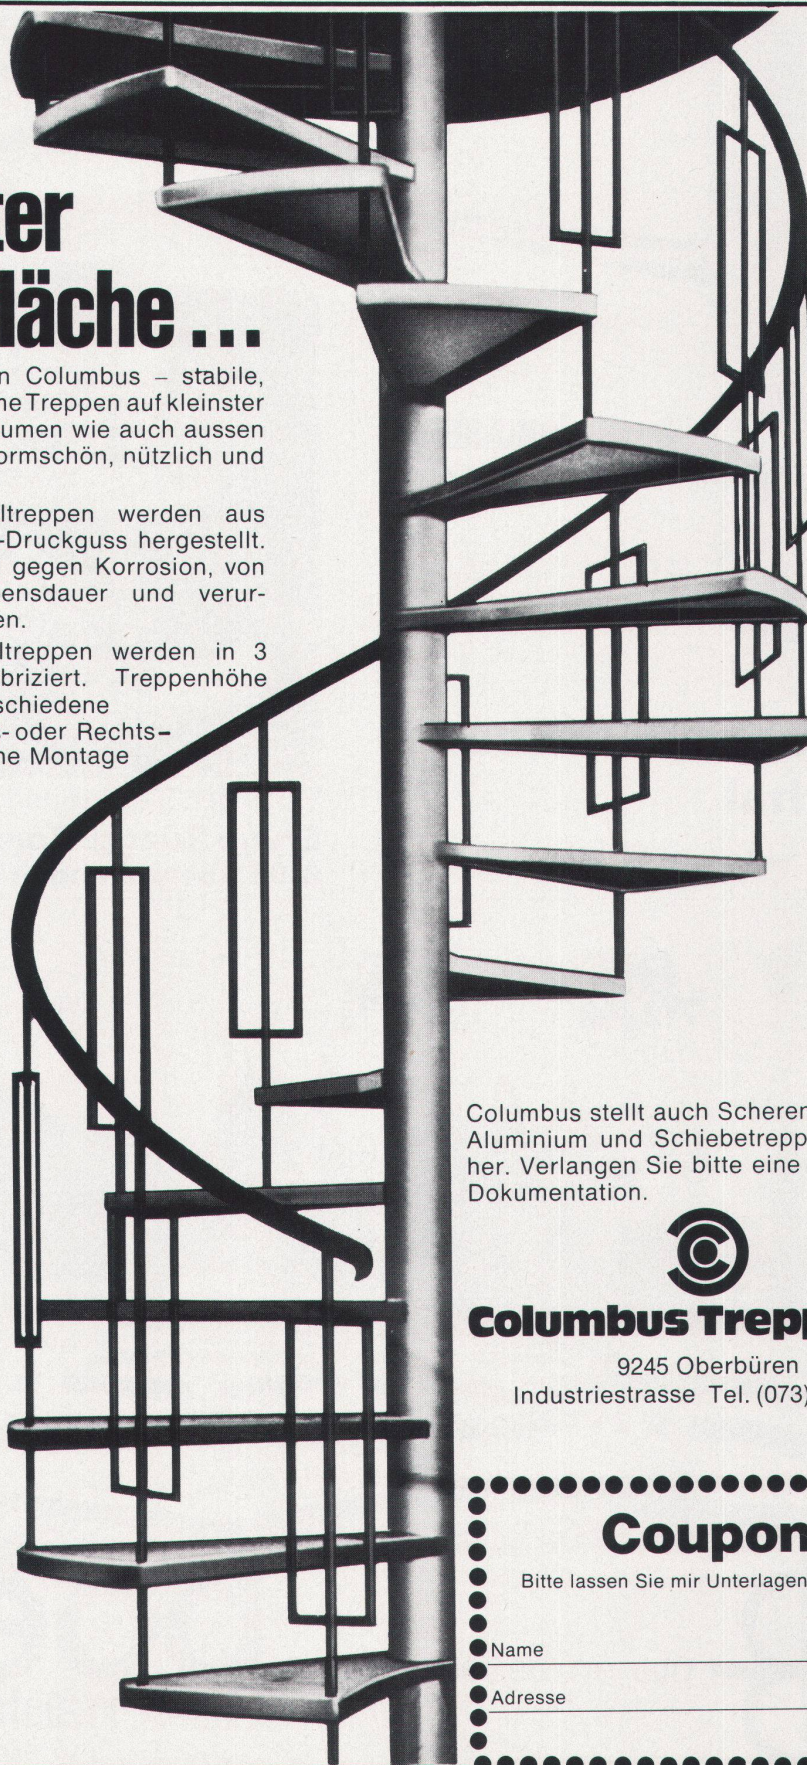 ter
läche...
n Columbus – stabile,
ne Treppen auf kleinster
umen wie auch aussen
ormschön, nützlich und
ltreppen werden aus
-Druckguss hergestellt.
gegen Korrosion, von
ensdauer und verur-
en.
ltreppen werden in 3
briziert. Treppenhöhe
schiedene
s- oder Rechts-
he Montage
Columbus stellt auch Scheren
Aluminium und Schiebetrepp
her. Verlangen Sie bitte eine
Dokumentation.
Columbus Trepp
9245 Oberbüren
Industriestrasse Tel. (073)
Coupon
Bitte lassen Sie mir Unterlagen
Name
Adresse